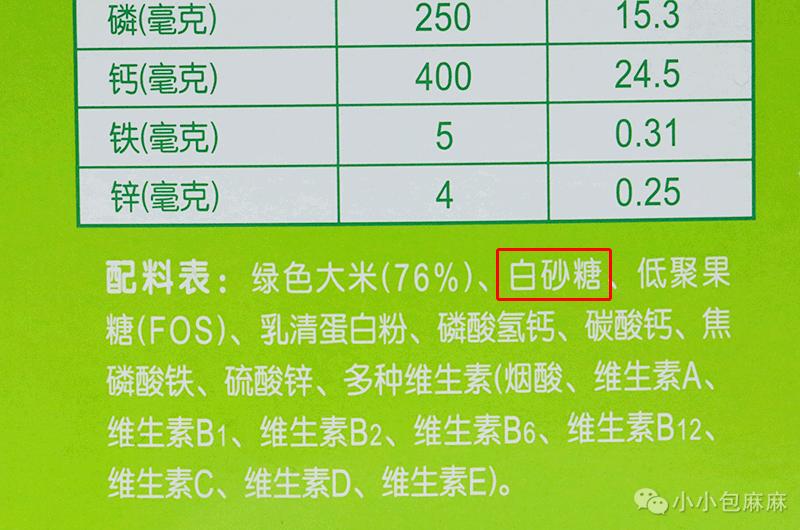 磷(毫克) 250 15.3
钙(毫克) 400 24.5
铁(毫克) 5 0.31
锌(毫克) 4 0.25
配料表：绿色大米(76%)、白砂糖、低聚果
糖(FOS)、乳清蛋白粉、磷酸氢钙、碳酸钙、焦
磷酸铁、硫酸锌、多种维生素(烟酸、维生素A、
维生素B1、维生素B2、维生素B6、维生素B12、
维生素C、维生素D、维生素E)。
小小包麻麻